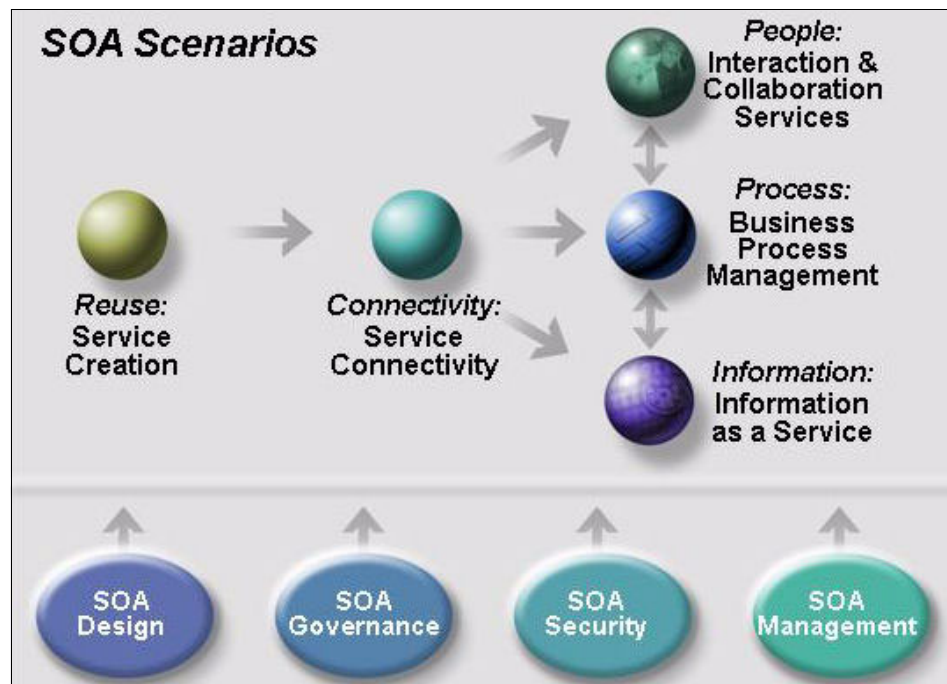 SOA Scenarios
People:
Interaction &
Collaboration
Services
Process:
Business
Process
Management
Reuse:
Service
Creation
Connectivity:
Service
Connectivity
Information:
Information
as a Service
SOA
Design
SOA
Governance
SOA
Security
SOA
Management